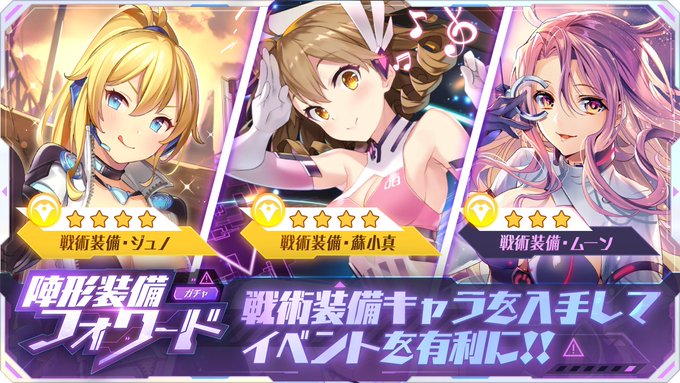 戦術装備・ジュノ
戦術装備・蘇小真
戦術装備・ムーン
陣形装備
ガチャ
フォワード
戦術装備キャラを入手して
イベントを有利に!!